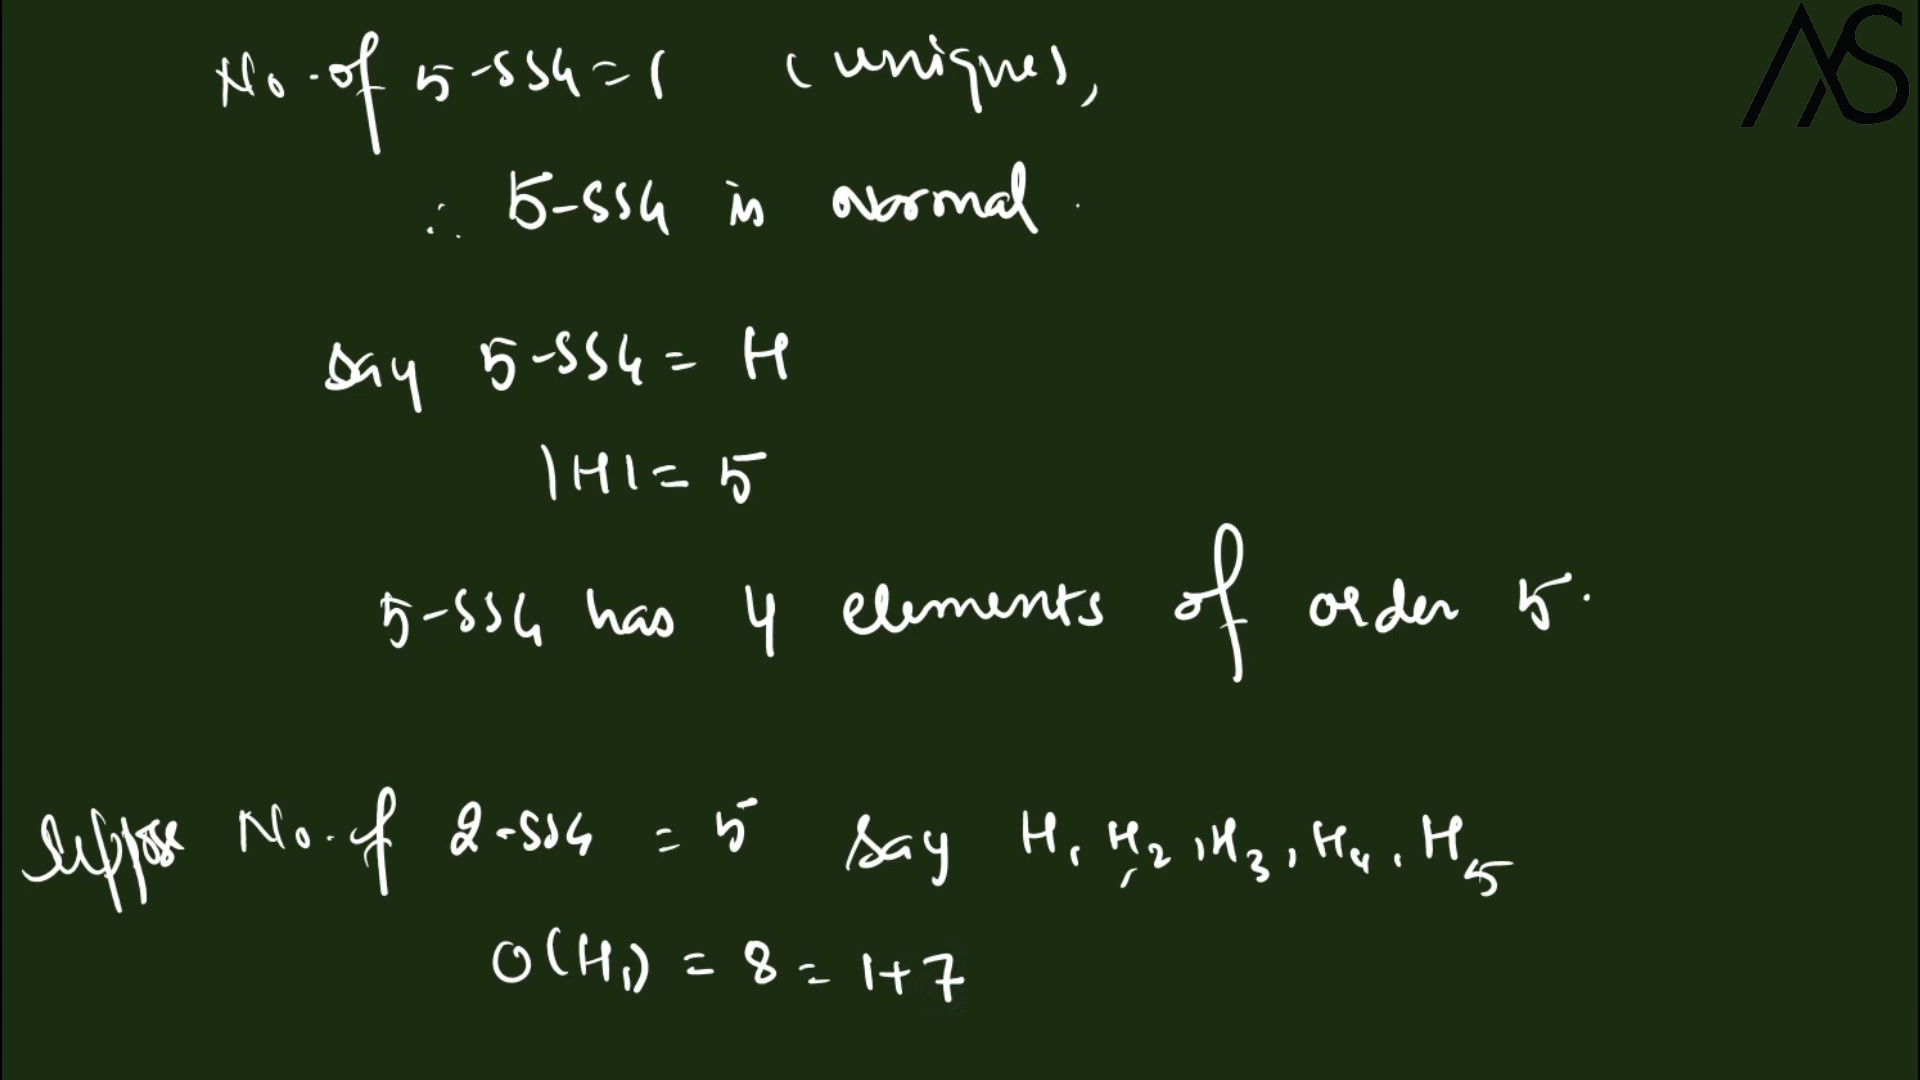 AS
No. of 5-SSG = 1 (unique),
∴ 5-SSG is normal.
Say 5-SSG = H
|H| = 5
5-SSG has 4 elements of order 5.
Suppose No. of 2-SSG = 5 say H1, H2, H3, H4, H5
O(H1) = 8 = 1+7